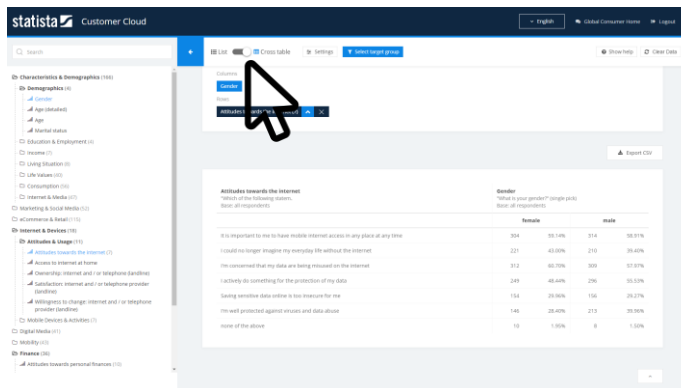 statista Customer Cloud
English
Global Consumer Home
Logout
Search
List
Cross table
Settings
Select target group
Show help
Clear Data
Characteristics & Demographics (186)
Demographics (4)
Gender
Age (detailed)
Age
Marital status
Education & Employment (4)
Income (7)
Living Situation (8)
Life Values (40)
Consumption (56)
Internet & Media (47)
Marketing & Social Media (52)
eCommerce & Retail (115)
Internet & Devices (18)
Attitudes & Usage (11)
Attitudes towards the internet (7)
Access to internet at home
Ownership: internet and / or telephone (landline)
Satisfaction: internet and / or telephone provider
(landline)
Willingness to change: internet and / or telephone
provider (landline)
Mobile Devices & Activities (7)
Digital Media (41)
Mobility (43)
Finance (36)
Attitudes towards personal finances (10)
Columns
Gender
Rows
Attitudes towards the
Export CSV
Attitudes towards the internet
"Which of the following statem.
Base: all respondents
Gender
"What is your gender?" (single pick)
Base: all respondents
female
male
It is important to me to have mobile internet access in any place at any time 304 59,14% 314 58,91%
I could no longer imagine my everyday life without the internet 221 43,00% 210 39,40%
I'm concerned that my data are being misused on the internet 312 60,70% 309 57,97%
I actively do something for the protection of my data 249 48,44% 296 55,53%
Saving sensitive data online is too insecure for me 154 29,96% 156 29,27%
I'm well protected against viruses and data abuse 146 28,40% 213 39,96%
none of the above 10 1,95% 8 1,50%